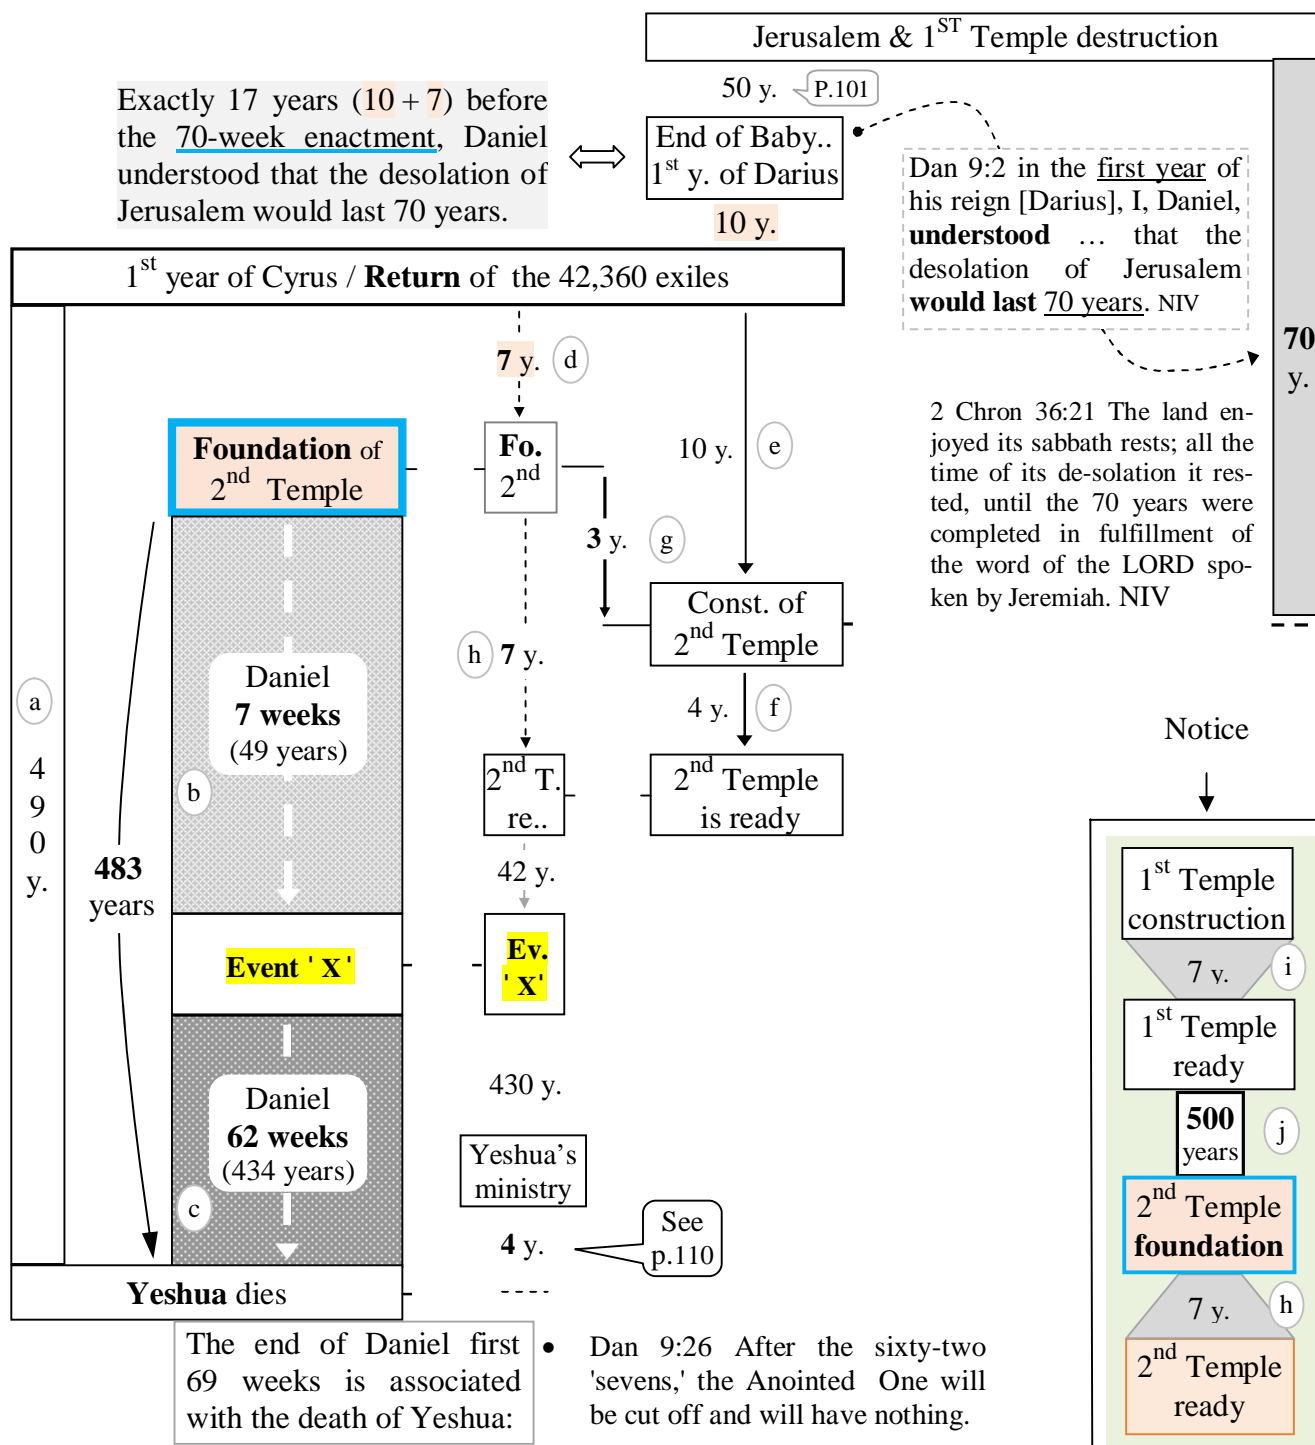 Jerusalem & 1ST Temple destruction
50 y.
P.101
Exactly 17 years (10 + 7) before
the 70-week enactment, Daniel
understood that the desolation of
Jerusalem would last 70 years.
End of Baby..
1st y. of Darius
10 y.
Dan 9:2 in the first year of
his reign [Darius], I, Daniel,
understood … that the
desolation of Jerusalem
would last 70 years. NIV
70
y.
1st year of Cyrus / Return of the 42,360 exiles
7 y.
d
10 y.
e
2 Chron 36:21 The land en-
joyed its sabbath rests; all the
time of its de-solation it res-
ted, until the 70 years were
completed in fulfillment of
the word of the LORD spo-
ken by Jeremiah. NIV
Foundation of
2nd Temple
Fo.
2nd
3 y.
g
Const. of
2nd Temple
h
7 y.
a
4
9
0
y.
Daniel
7 weeks
(49 years)
b
4 y.
f
2nd T.
re..
2nd Temple
is ready
483
years
42 y.
Event ' X'
Ev.
' X'
430 y.
Daniel
62 weeks
(434 years)
c
Yeshua’s
ministry
4 y.
See
p.110
Yeshua dies
The end of Daniel first
69 weeks is associated
with the death of Yeshua:
• Dan 9:26 After the sixty-two
'sevens,' the Anointed One will
be cut off and will have nothing.
Notice
1st Temple
construction
7 y.
i
1st Temple
ready
500
years
j
2nd Temple
foundation
7 y.
h
2nd Temple
ready